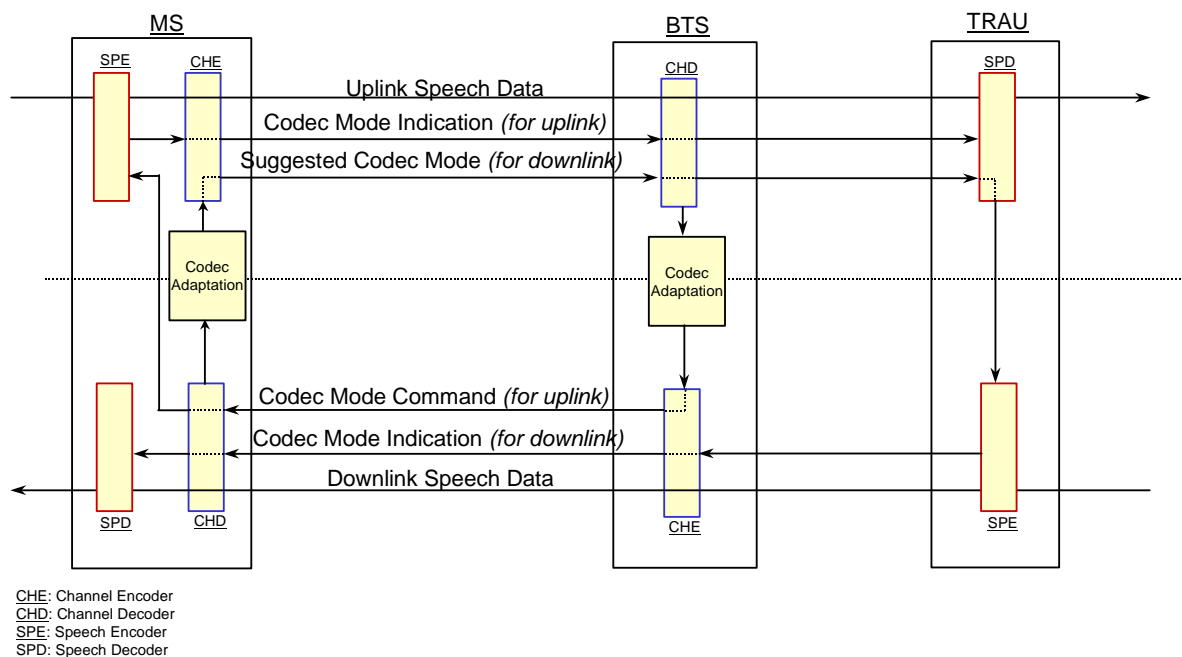 MS
BTS
TRAU
SPE
CHE
CHD
SPD
Uplink Speech Data
Codec Mode Indication (for uplink)
Suggested Codec Mode (for downlink)
Codec
Adaptation
Codec
Adaptation
Codec Mode Command (for uplink)
Codec Mode Indication (for downlink)
Downlink Speech Data
SPD
CHD
CHE
SPE
CHE: Channel Encoder
CHD: Channel Decoder
SPE: Speech Encoder
SPD: Speech Decoder